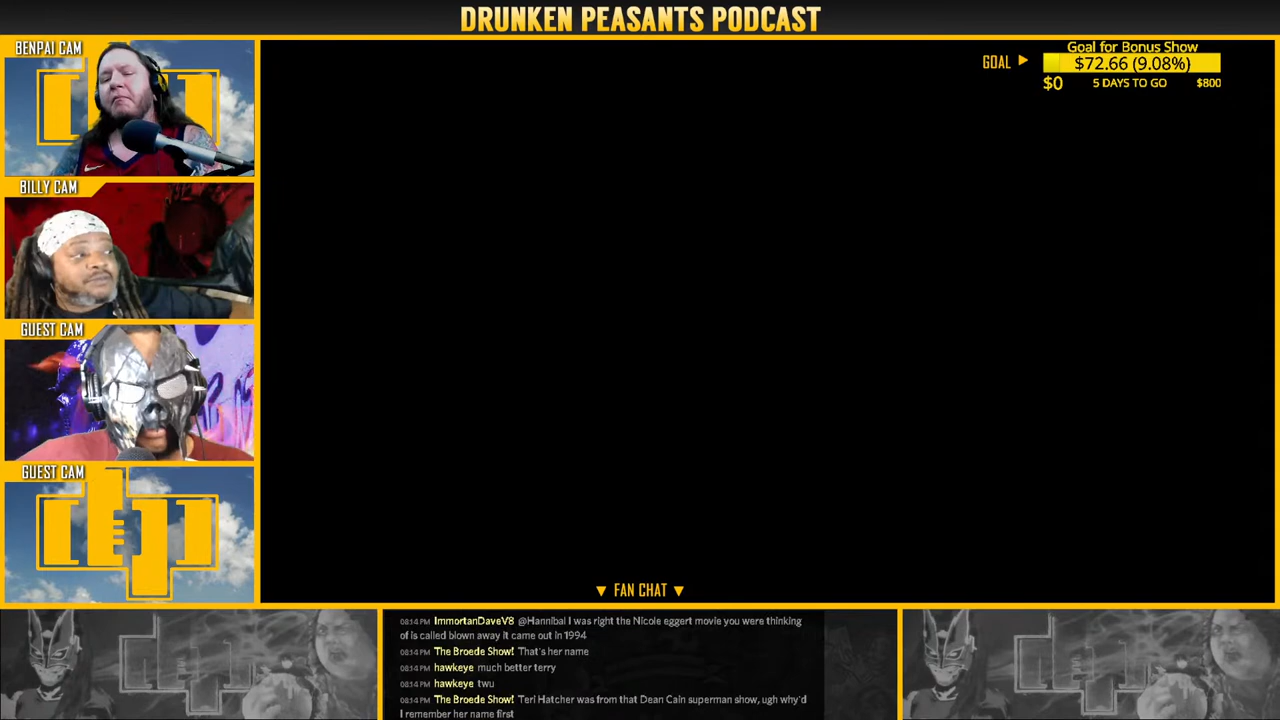 DRUNKEN PEASANTS PODCAST
BENPAI CAM
BILLY CAM
GUEST CAM
GUEST CAM
GOAL ▶
Goal for Bonus Show
$72.66 (9.08%)
$0 5 DAYS TO GO $800
▼ FAN CHAT ▼
08:14 PM ImmortanDaveV8 @Hannibal I was right the Nicole eggert movie you were thinking
of is called blown away it came out in 1994
08:14 PM The Broede Show! That's her name
08:14 PM hawkeye much better terry
08:14 PM hawkeye twu
08:14 PM The Broede Show! Teri Hatcher was from that Dean Cain superman show, ugh why'd
I remember her name first